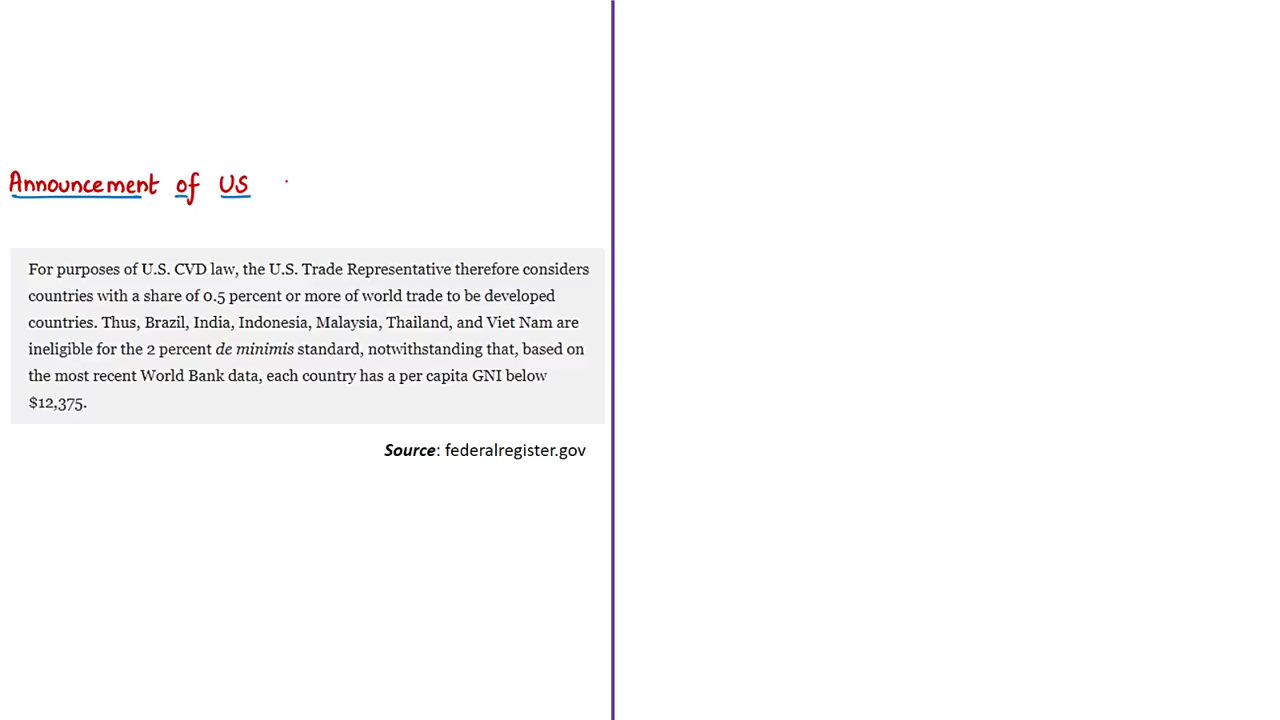 Announcement of US
For purposes of U.S. CVD law, the U.S. Trade Representative therefore considers
countries with a share of 0.5 percent or more of world trade to be developed
countries. Thus, Brazil, India, Indonesia, Malaysia, Thailand, and Viet Nam are
ineligible for the 2 percent de minimis standard, notwithstanding that, based on
the most recent World Bank data, each country has a per capita GNI below
$12,375.
Source: federalregister.gov